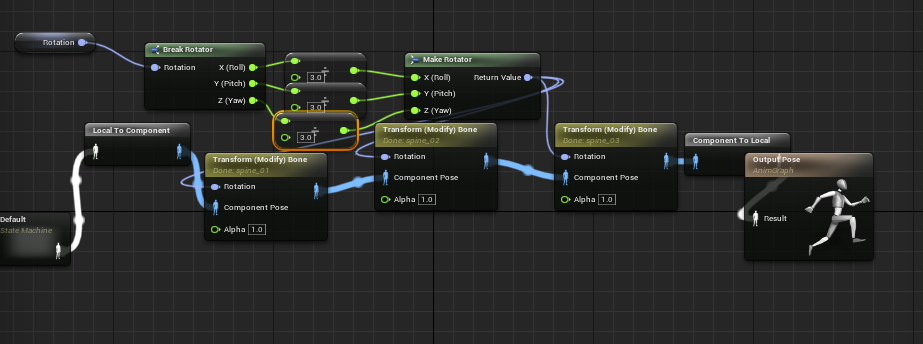 Rotation
Break Rotator
Rotation
X (Roll)
Y (Pitch)
Z (Yaw)
÷
3.0
÷
3.0
÷
3.0
Make Rotator
X (Roll)
Return Value
Y (Pitch)
Z (Yaw)
Default
State Machine
Local To Component
Transform (Modify) Bone
Bone: spine_01
Rotation
Component Pose
Alpha 1.0
Transform (Modify) Bone
Bone: spine_02
Rotation
Component Pose
Alpha 1.0
Transform (Modify) Bone
Bone: spine_03
Rotation
Component Pose
Alpha 1.0
Component To Local
Output Pose
AnimGraph
Result